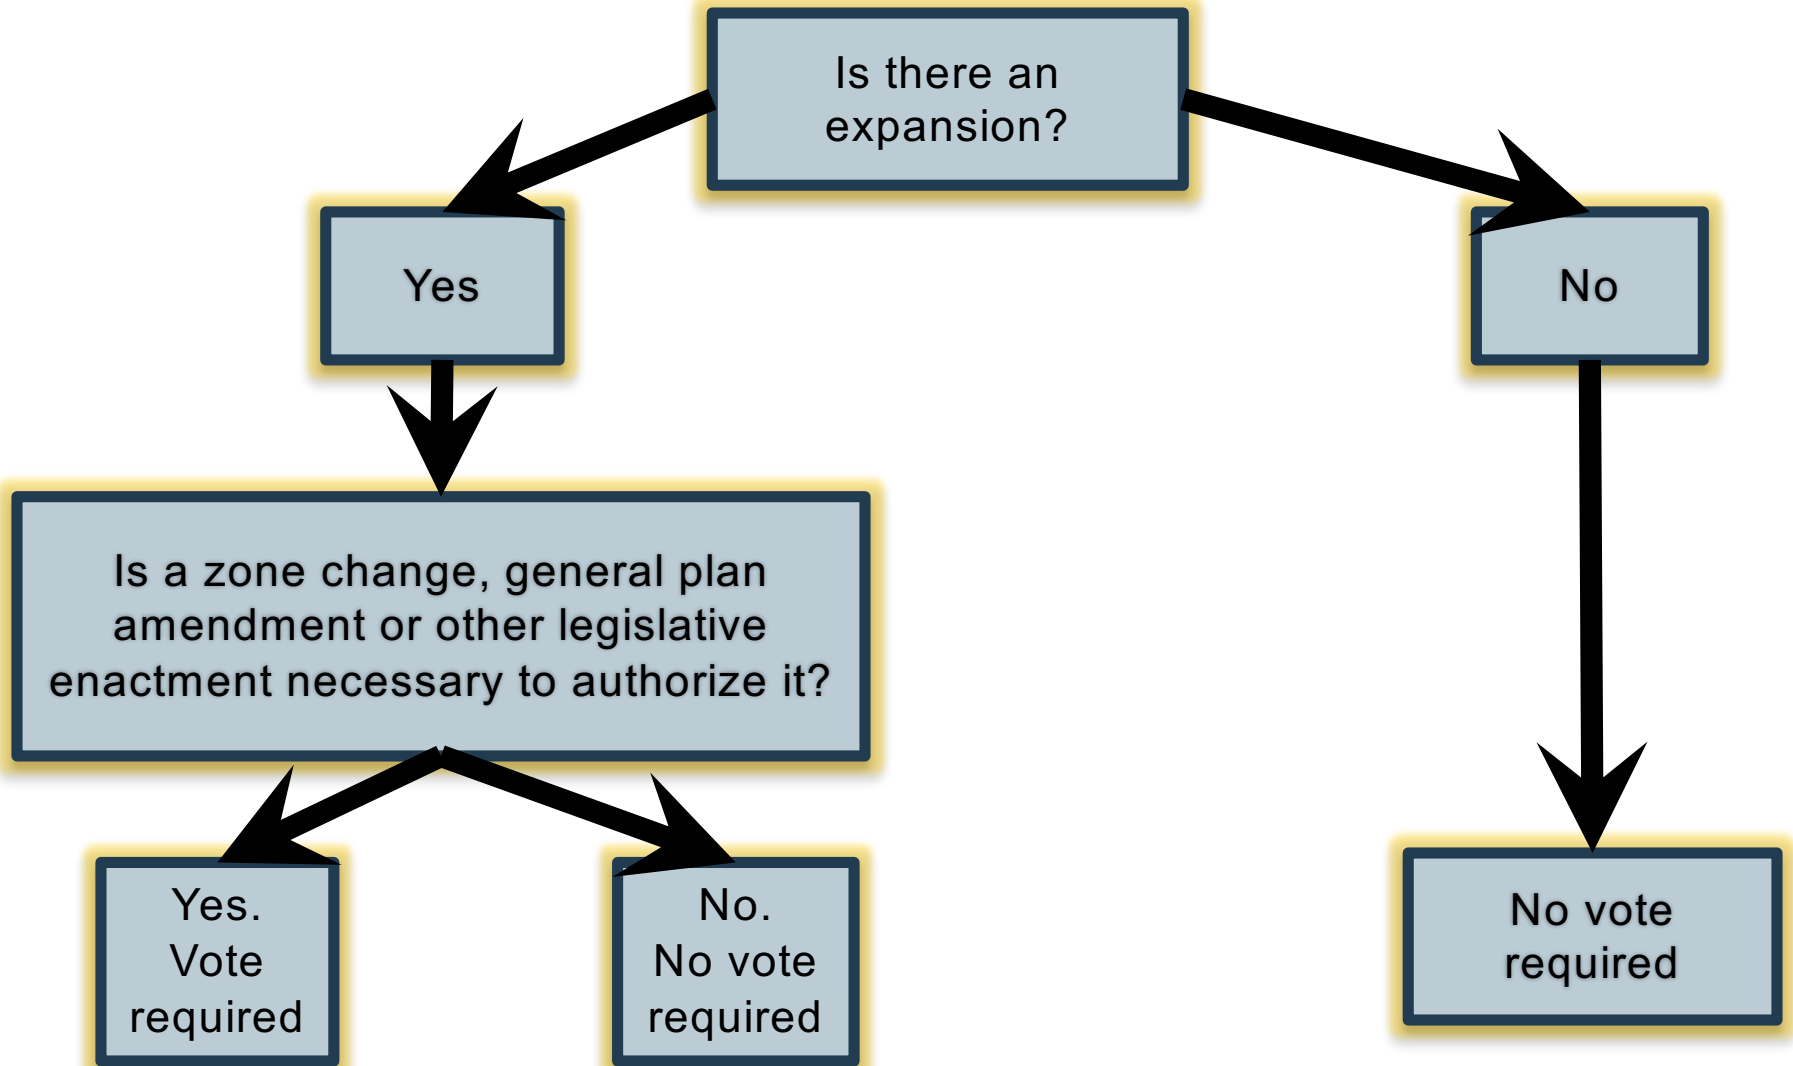 Is there an
expansion?
Yes
No
Is a zone change, general plan
amendment or other legislative
enactment necessary to authorize it?
Yes.
Vote
required
No.
No vote
required
No vote
required